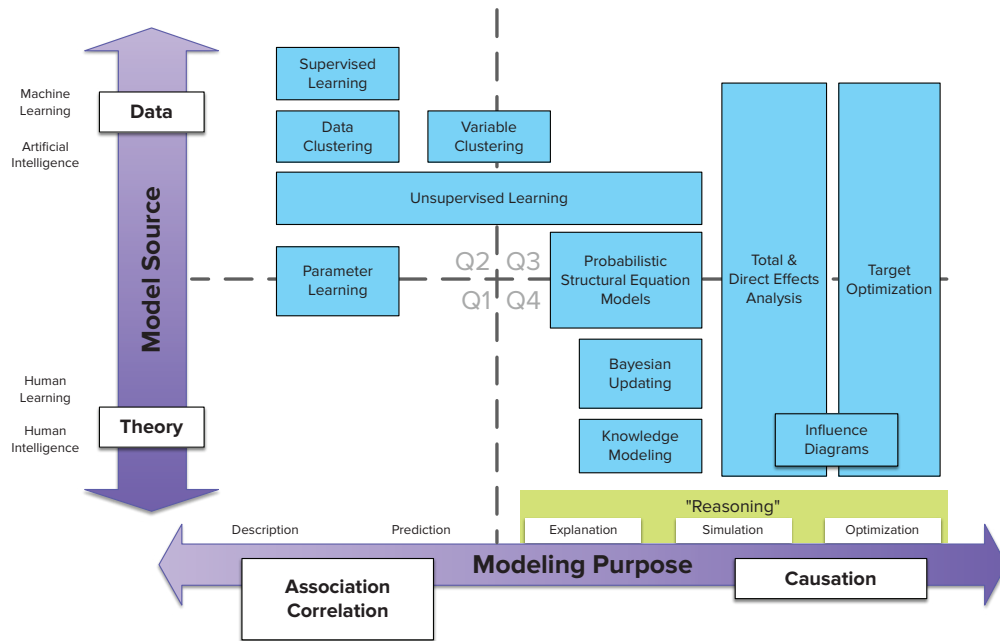 Supervised
Learning
Machine
Learning
Data
Data
Clustering
Variable
Clustering
Artificial
Intelligence
Unsupervised Learning
Model Source
Parameter
Learning
Q2
Q3
Q1
Q4
Probabilistic
Structural Equation
Models
Total &
Direct Effects
Analysis
Target
Optimization
Bayesian
Updating
Human
Learning
Theory
Human
Intelligence
Knowledge
Modeling
Influence
Diagrams
"Reasoning"
Description
Prediction
Explanation
Simulation
Optimization
Modeling Purpose
Association
Correlation
Causation